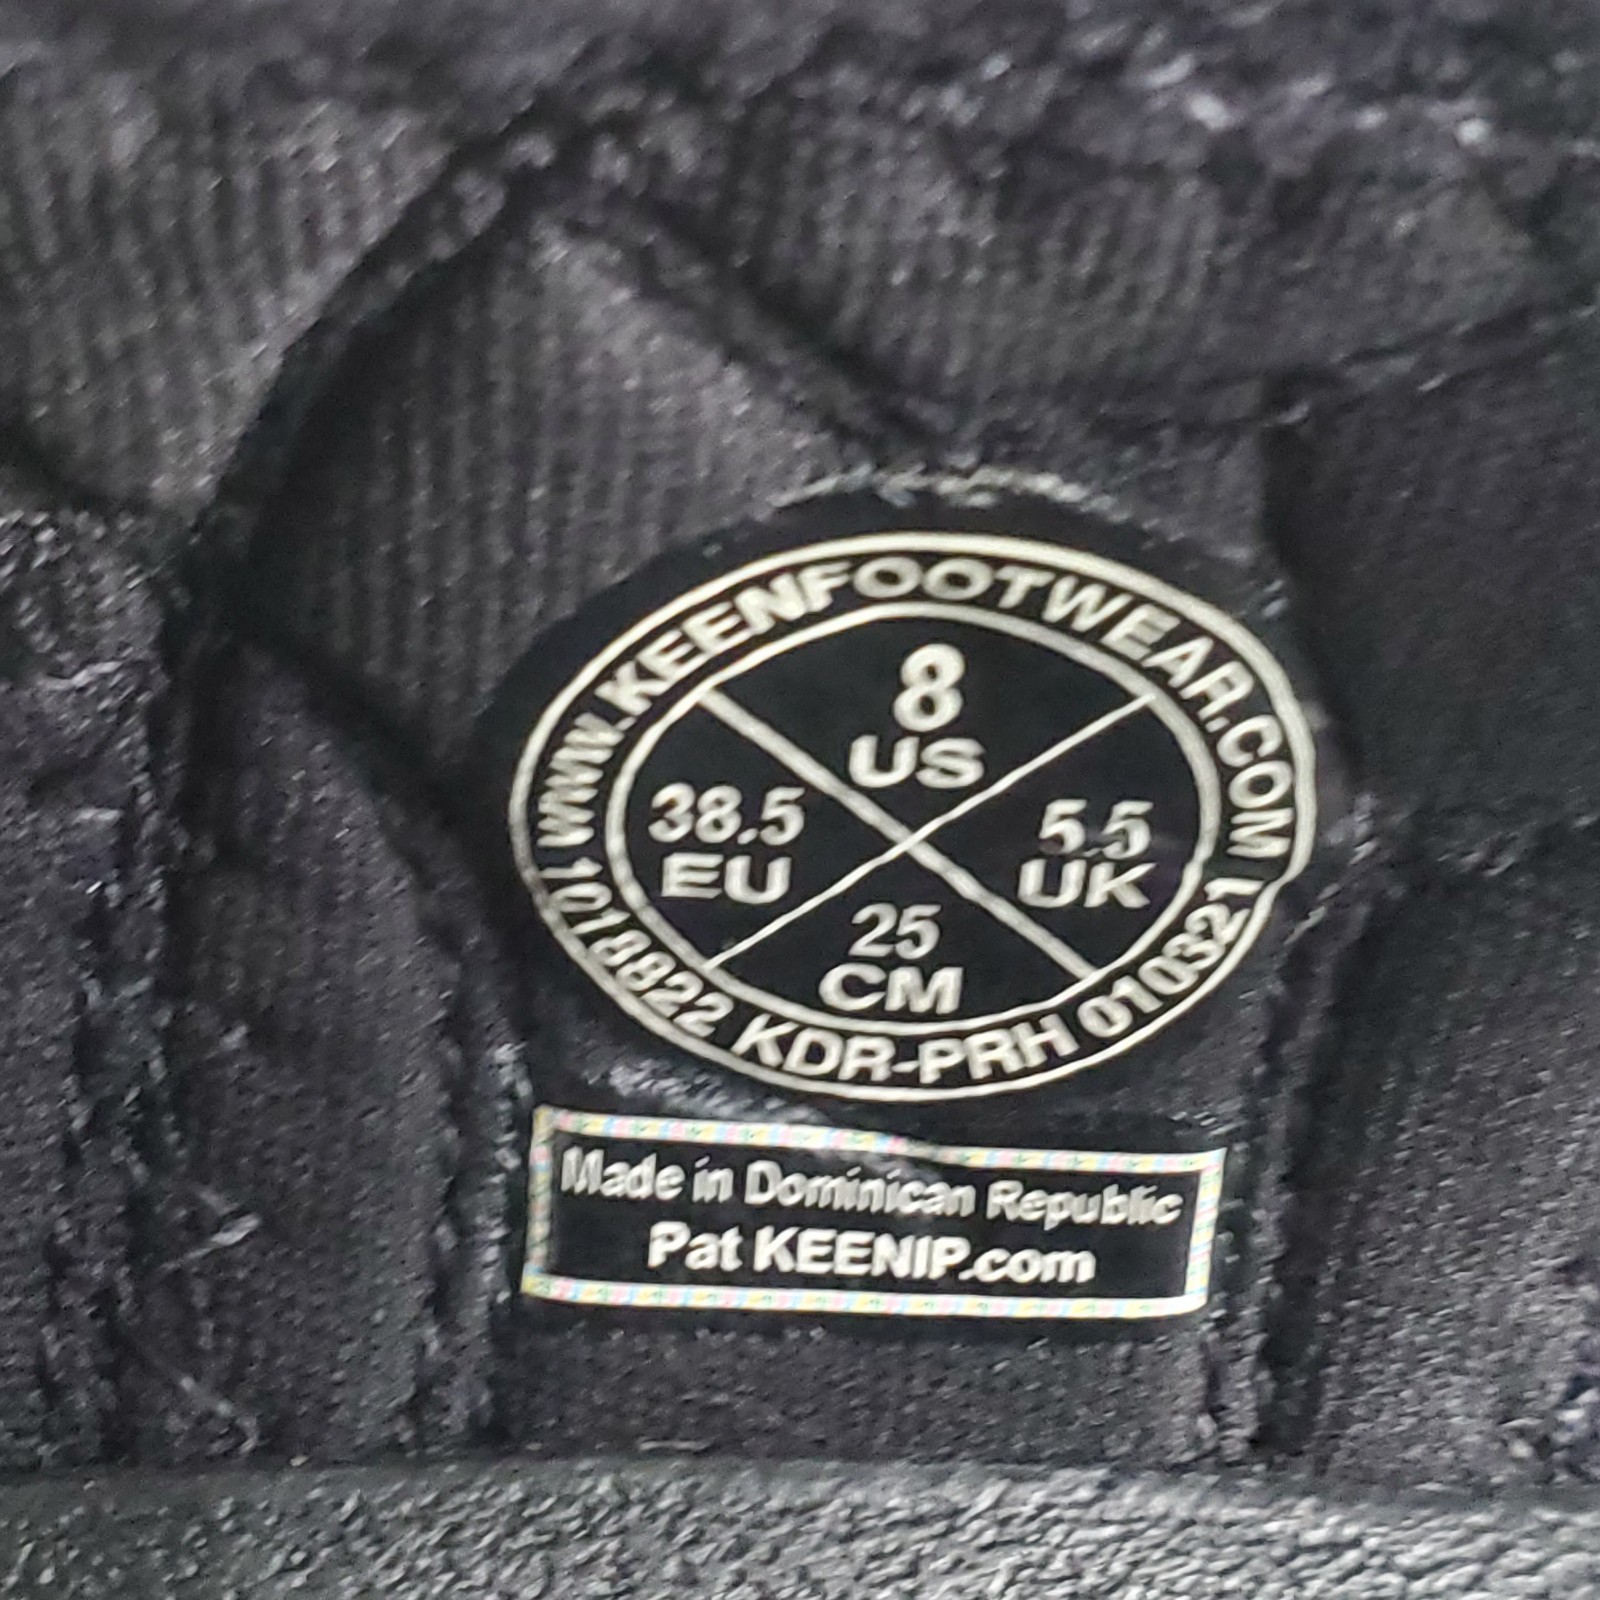 WWW.KEENFOOTWEAR.COM
8
US
38.5
EU
5.5
UK
25
CM
1018822 KDR-PRH 010321
Made in Dominican Republic
Pat KEENIP.com